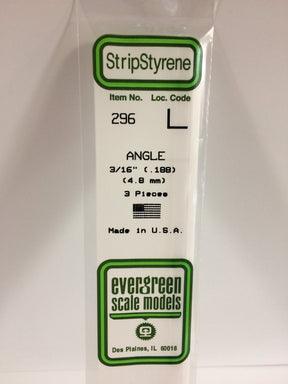 StripStyrene
Item No. Loc. Code
296
ANGLE
3/16" (.188)
(4.8 mm)
3 Pieces
Made in U.S.A.
evergreen
scale models
Des Plaines, IL 60018